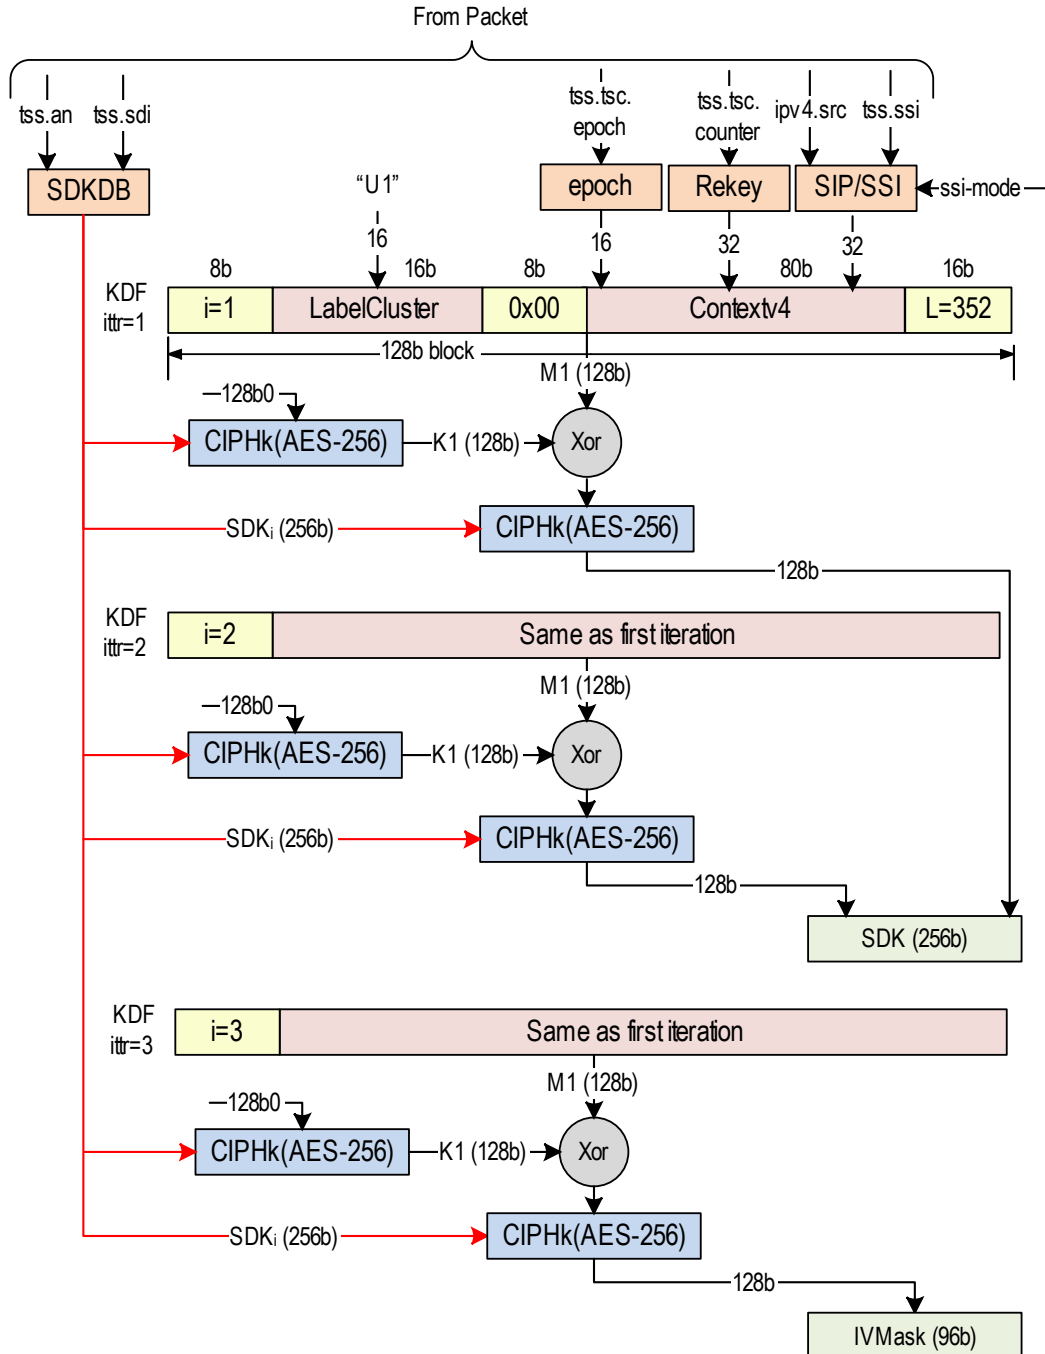 From Packet
tss.an
tss.sdi
tss.tsc.
epoch
tss.tsc.
counter
ipv4.src
tss.ssi
SDKDB
"U1"
epoch
Rekey
SIP/SSI
ssi-mode
16
16
32
32
8b
16b
8b
80b
16b
KDF
ittr=1
i=1
LabelCluster
0x00
Contextv4
L=352
128b block
M1 (128b)
128b0
CIPHk(AES-256)
K1 (128b)
Xor
SDKi (256b)
CIPHk(AES-256)
128b
KDF
ittr=2
i=2
Same as first iteration
M1 (128b)
128b0
CIPHk(AES-256)
K1 (128b)
Xor
SDKi (256b)
CIPHk(AES-256)
128b
SDK (256b)
KDF
ittr=3
i=3
Same as first iteration
M1 (128b)
128b0
CIPHk(AES-256)
K1 (128b)
Xor
SDKi (256b)
CIPHk(AES-256)
128b
IVMask (96b)